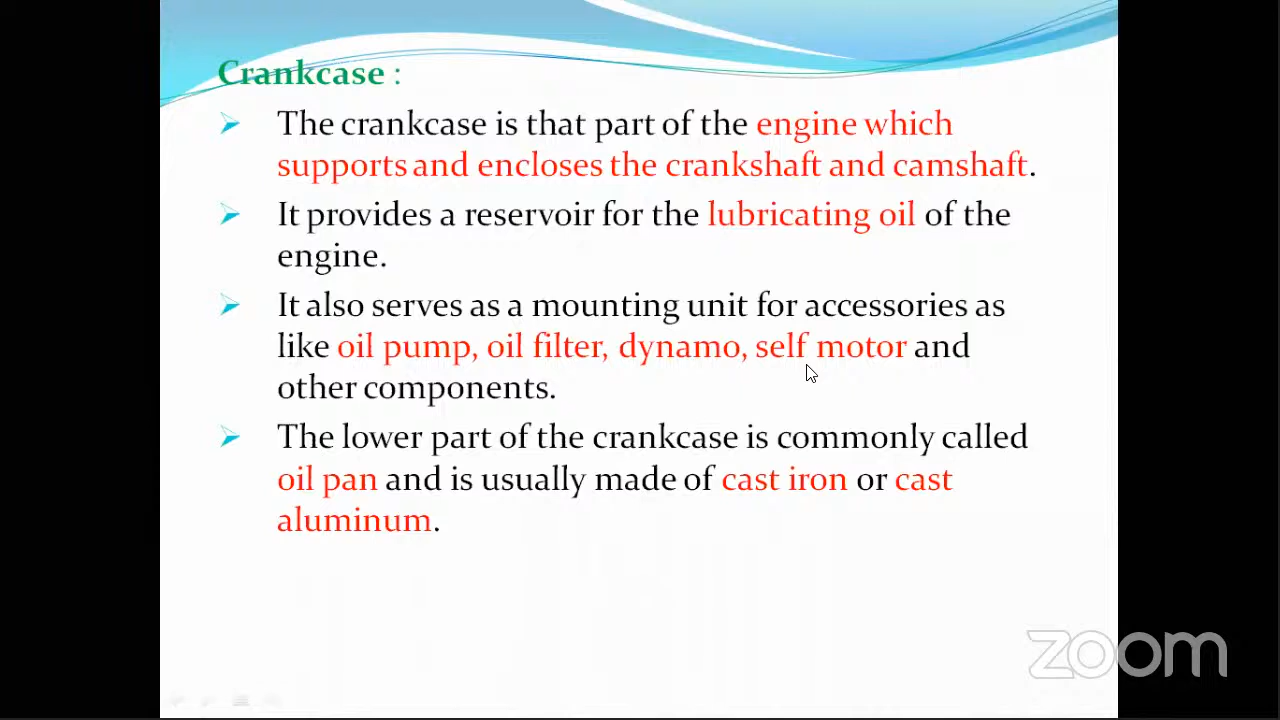 Crankcase :
The crankcase is that part of the engine which
supports and encloses the crankshaft and camshaft.
It provides a reservoir for the lubricating oil of the
engine.
It also serves as a mounting unit for accessories as
like oil pump, oil filter, dynamo, self motor and
other components.
The lower part of the crankcase is commonly called
oil pan and is usually made of cast iron or cast
aluminum.
zoom